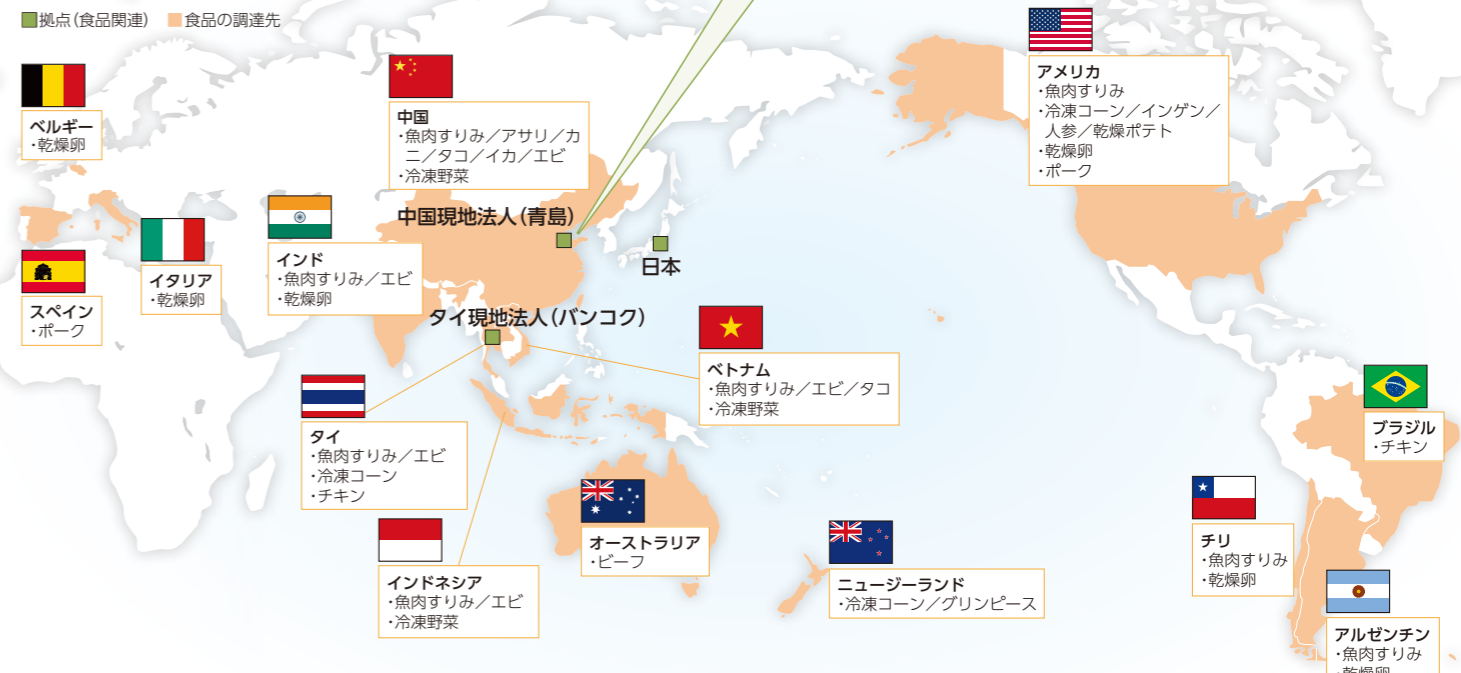 拠点（食品関連） 食品の調達先
ベルギー
・乾燥卵
中国
・魚肉すりみ／アサリ／カ
ニ／タコ／イカ／エビ
・冷凍野菜
アメリカ
・魚肉すりみ
・冷凍コーン／インゲン／
人参／乾燥ポテト
・乾燥卵
・ポーク
中国現地法人（青島）
日本
スペイン
・ポーク
イタリア
・乾燥卵
インド
・魚肉すりみ／エビ
・乾燥卵
タイ現地法人（バンコク）
ベトナム
・魚肉すりみ／エビ／タコ
・冷凍野菜
タイ
・魚肉すりみ／エビ
・冷凍コーン
・チキン
ブラジル
・チキン
インドネシア
・魚肉すりみ／エビ
・冷凍野菜
オーストラリア
・ビーフ
ニュージーランド
・冷凍コーン／グリンピース
チリ
・魚肉すりみ
・乾燥卵
アルゼンチン
・魚肉すりみ
・乾燥卵